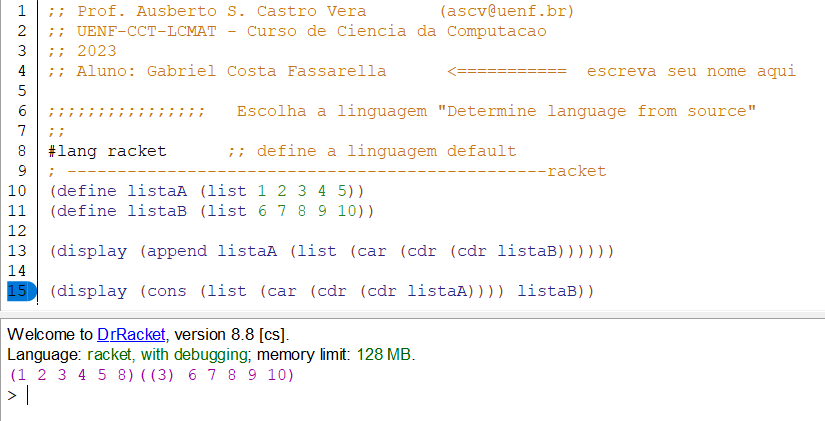 1 ;; Prof. Ausberto S. Castro Vera (ascv@uenf.br)
2 ;; UENF-CCT-LCMAT - Curso de Ciencia da Computacao
3 ;; 2023
4 ;; Aluno: Gabriel Costa Fassarella <=========== escreva seu nome aqui
5
6 ;;;;;;;;;;;;;;;; Escolha a linguagem "Determine language from source"
7 ;;
8 #lang racket ;; define a linguagem default
9 ; ------------------------------------------------racket
10 (define listaA (list 1 2 3 4 5))
11 (define listaB (list 6 7 8 9 10))
12
13 (display (append listaA (list (car (cdr (cdr listaB))))))
14
15 (display (cons (list (car (cdr (cdr listaA)))) listaB))
Welcome to DrRacket, version 8.8 [cs].
Language: racket, with debugging; memory limit: 128 MB.
(1 2 3 4 5 8)((3) 6 7 8 9 10)
>